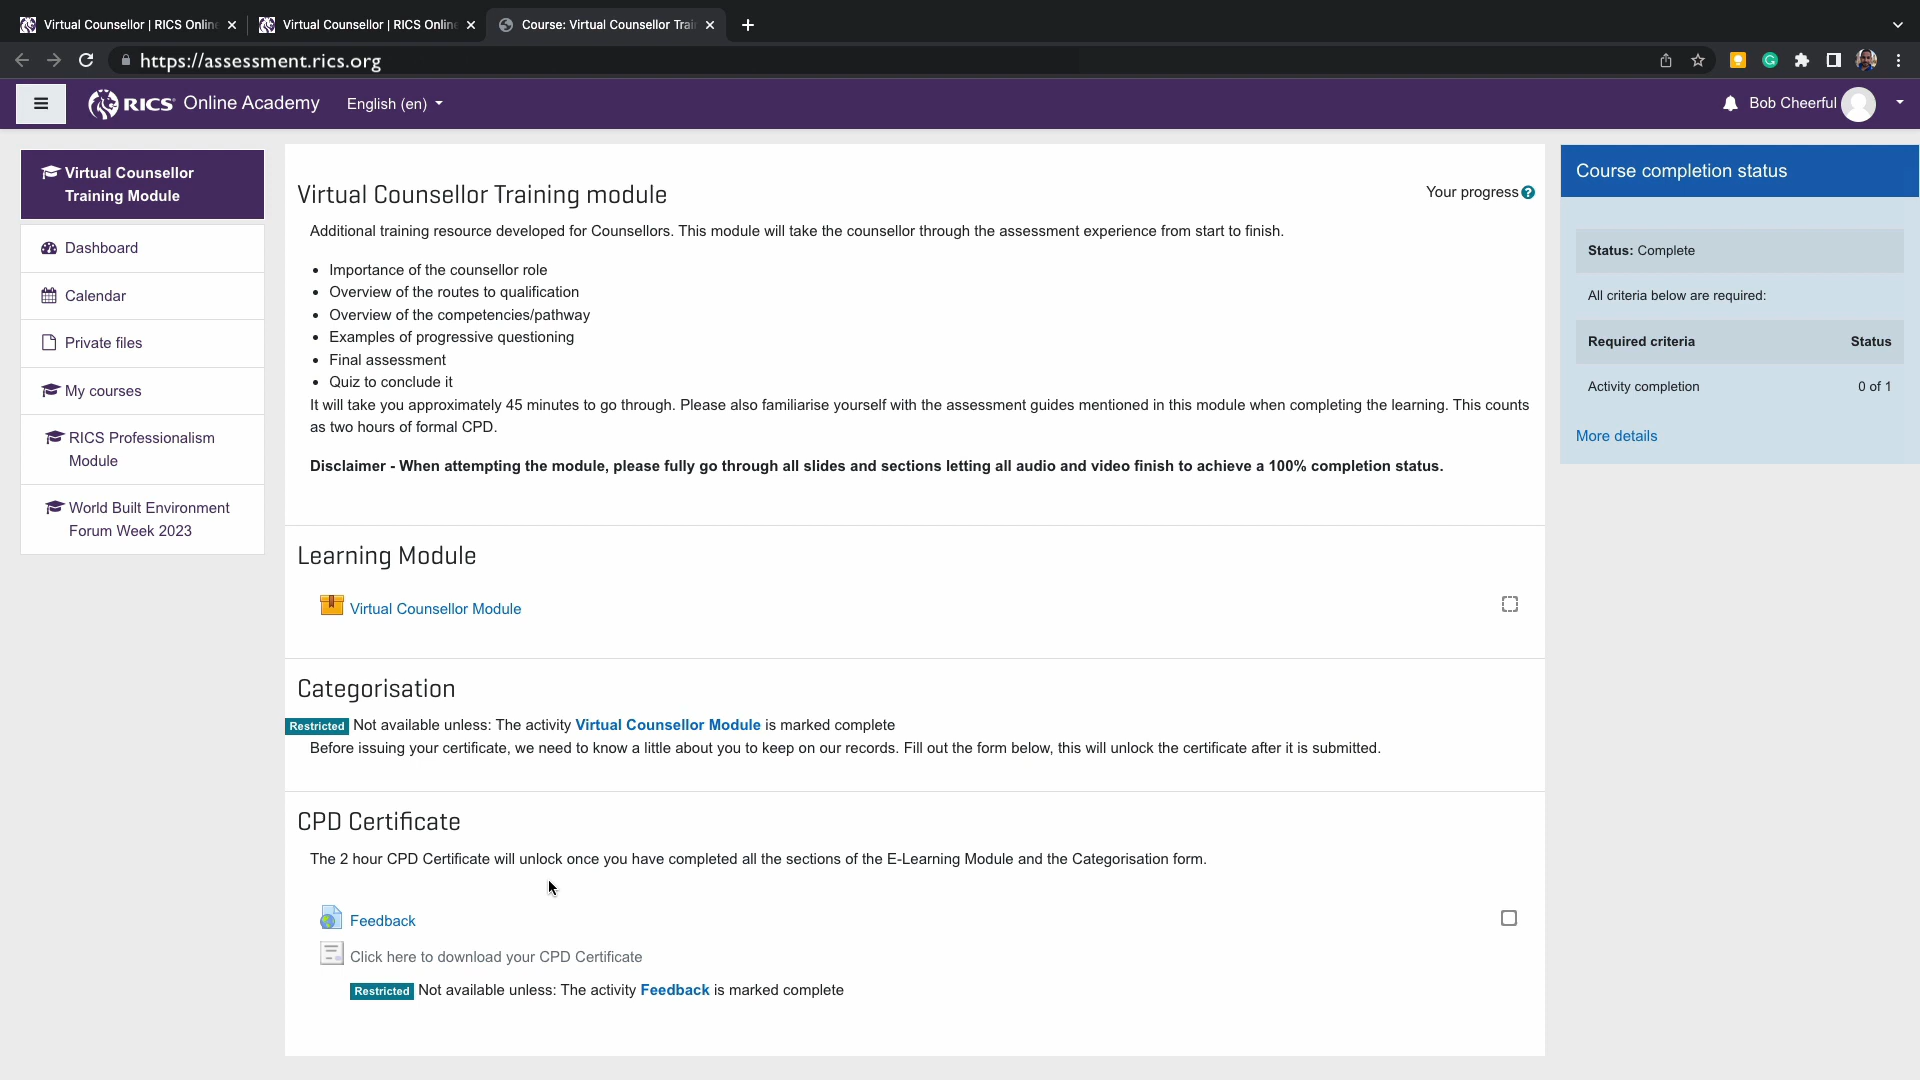 Virtual Counsellor | RICS Online
Virtual Counsellor | RICS Online
Course: Virtual Counsellor Trai
https://assessment.rics.org
RICS Online Academy
English (en)
Bob Cheerful
Virtual Counsellor
Training Module
Dashboard
Calendar
Private files
My courses
RICS Professionalism
Module
World Built Environment
Forum Week 2023
Virtual Counsellor Training module
Your progress
Additional training resource developed for Counsellors. This module will take the counsellor through the assessment experience from start to finish.
• Importance of the counsellor role
• Overview of the routes to qualification
• Overview of the competencies/pathway
• Examples of progressive questioning
• Final assessment
• Quiz to conclude it
It will take you approximately 45 minutes to go through. Please also familiarise yourself with the assessment guides mentioned in this module when completing the learning. This counts
as two hours of formal CPD.
Disclaimer - When attempting the module, please fully go through all slides and sections letting all audio and video finish to achieve a 100% completion status.
Learning Module
Virtual Counsellor Module
Categorisation
Restricted Not available unless: The activity Virtual Counsellor Module is marked complete
Before issuing your certificate, we need to know a little about you to keep on our records. Fill out the form below, this will unlock the certificate after it is submitted.
CPD Certificate
The 2 hour CPD Certificate will unlock once you have completed all the sections of the E-Learning Module and the Categorisation form.
Feedback
Click here to download your CPD Certificate
Restricted Not available unless: The activity Feedback is marked complete
Course completion status
Status: Complete
All criteria below are required:
Required criteria Status
Activity completion 0 of 1
More details